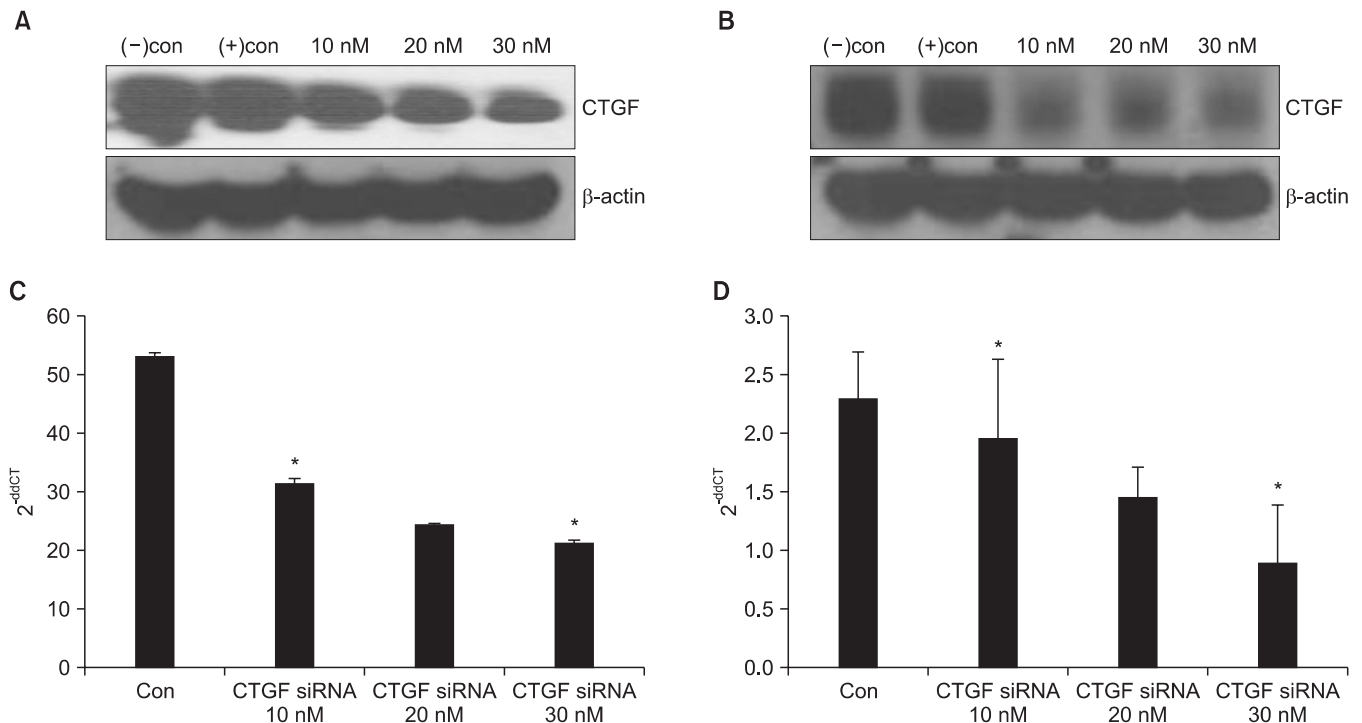 A
(−)con (+)con 10 nM 20 nM 30 nM
CTGF
β-actin
B
(−)con (+)con 10 nM 20 nM 30 nM
CTGF
β-actin
C
60
50
40
30
20
10
0
2^-ddCT
*
*
Con
CTGF siRNA
10 nM
CTGF siRNA
20 nM
CTGF siRNA
30 nM
D
3.0
2.5
2.0
1.5
1.0
0.5
0.0
2^-ddCT
*
*
Con
CTGF siRNA
10 nM
CTGF siRNA
20 nM
CTGF siRNA
30 nM